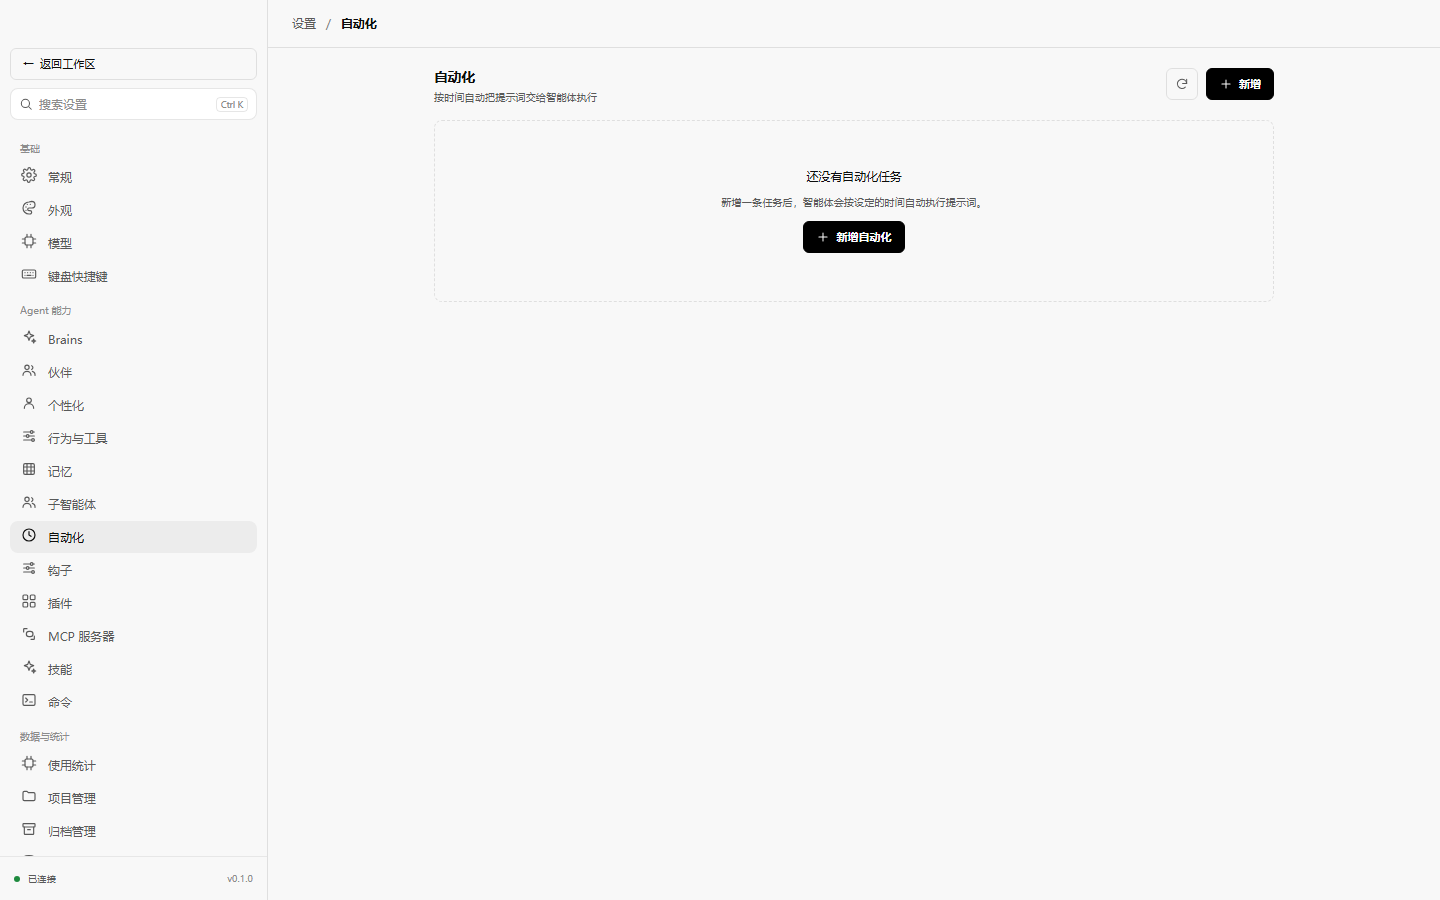 设置 / 自动化
← 返回工作区
搜索设置 Ctrl K
基础
常规
外观
模型
键盘快捷键
Agent 能力
Brains
伙伴
个性化
行为与工具
记忆
子智能体
自动化
钩子
插件
MCP 服务器
技能
命令
数据与统计
使用统计
项目管理
归档管理
已连接 v0.1.0
自动化
按时间自动把提示词交给智能体执行
新增
还没有自动化任务
新增一条任务后，智能体会按设定的时间自动执行提示词。
新增自动化